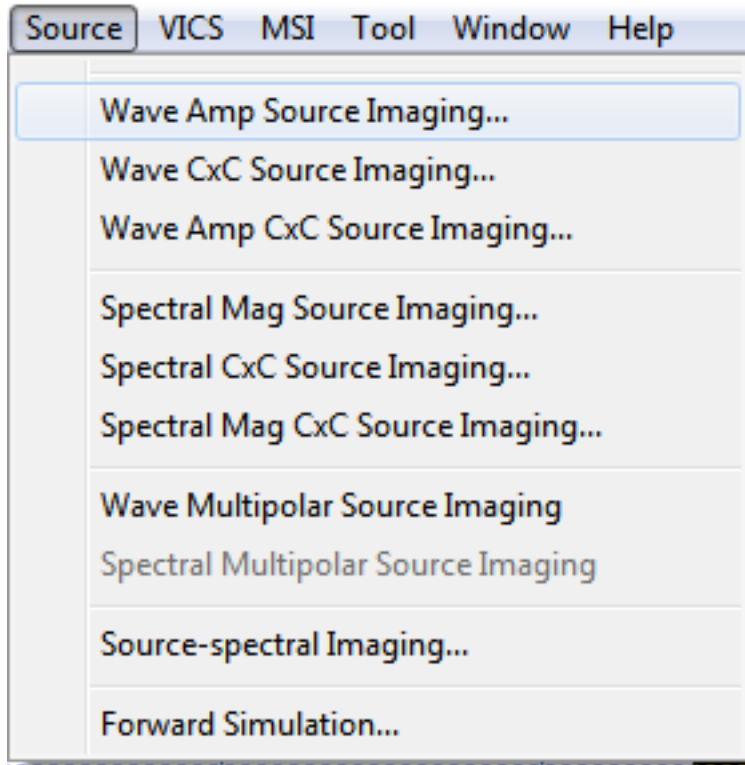 Source VICS MSI Tool Window Help
Wave Amp Source Imaging...
Wave CxC Source Imaging...
Wave Amp CxC Source Imaging...
Spectral Mag Source Imaging...
Spectral CxC Source Imaging...
Spectral Mag CxC Source Imaging...
Wave Multipolar Source Imaging
Spectral Multipolar Source Imaging
Source-spectral Imaging...
Forward Simulation...